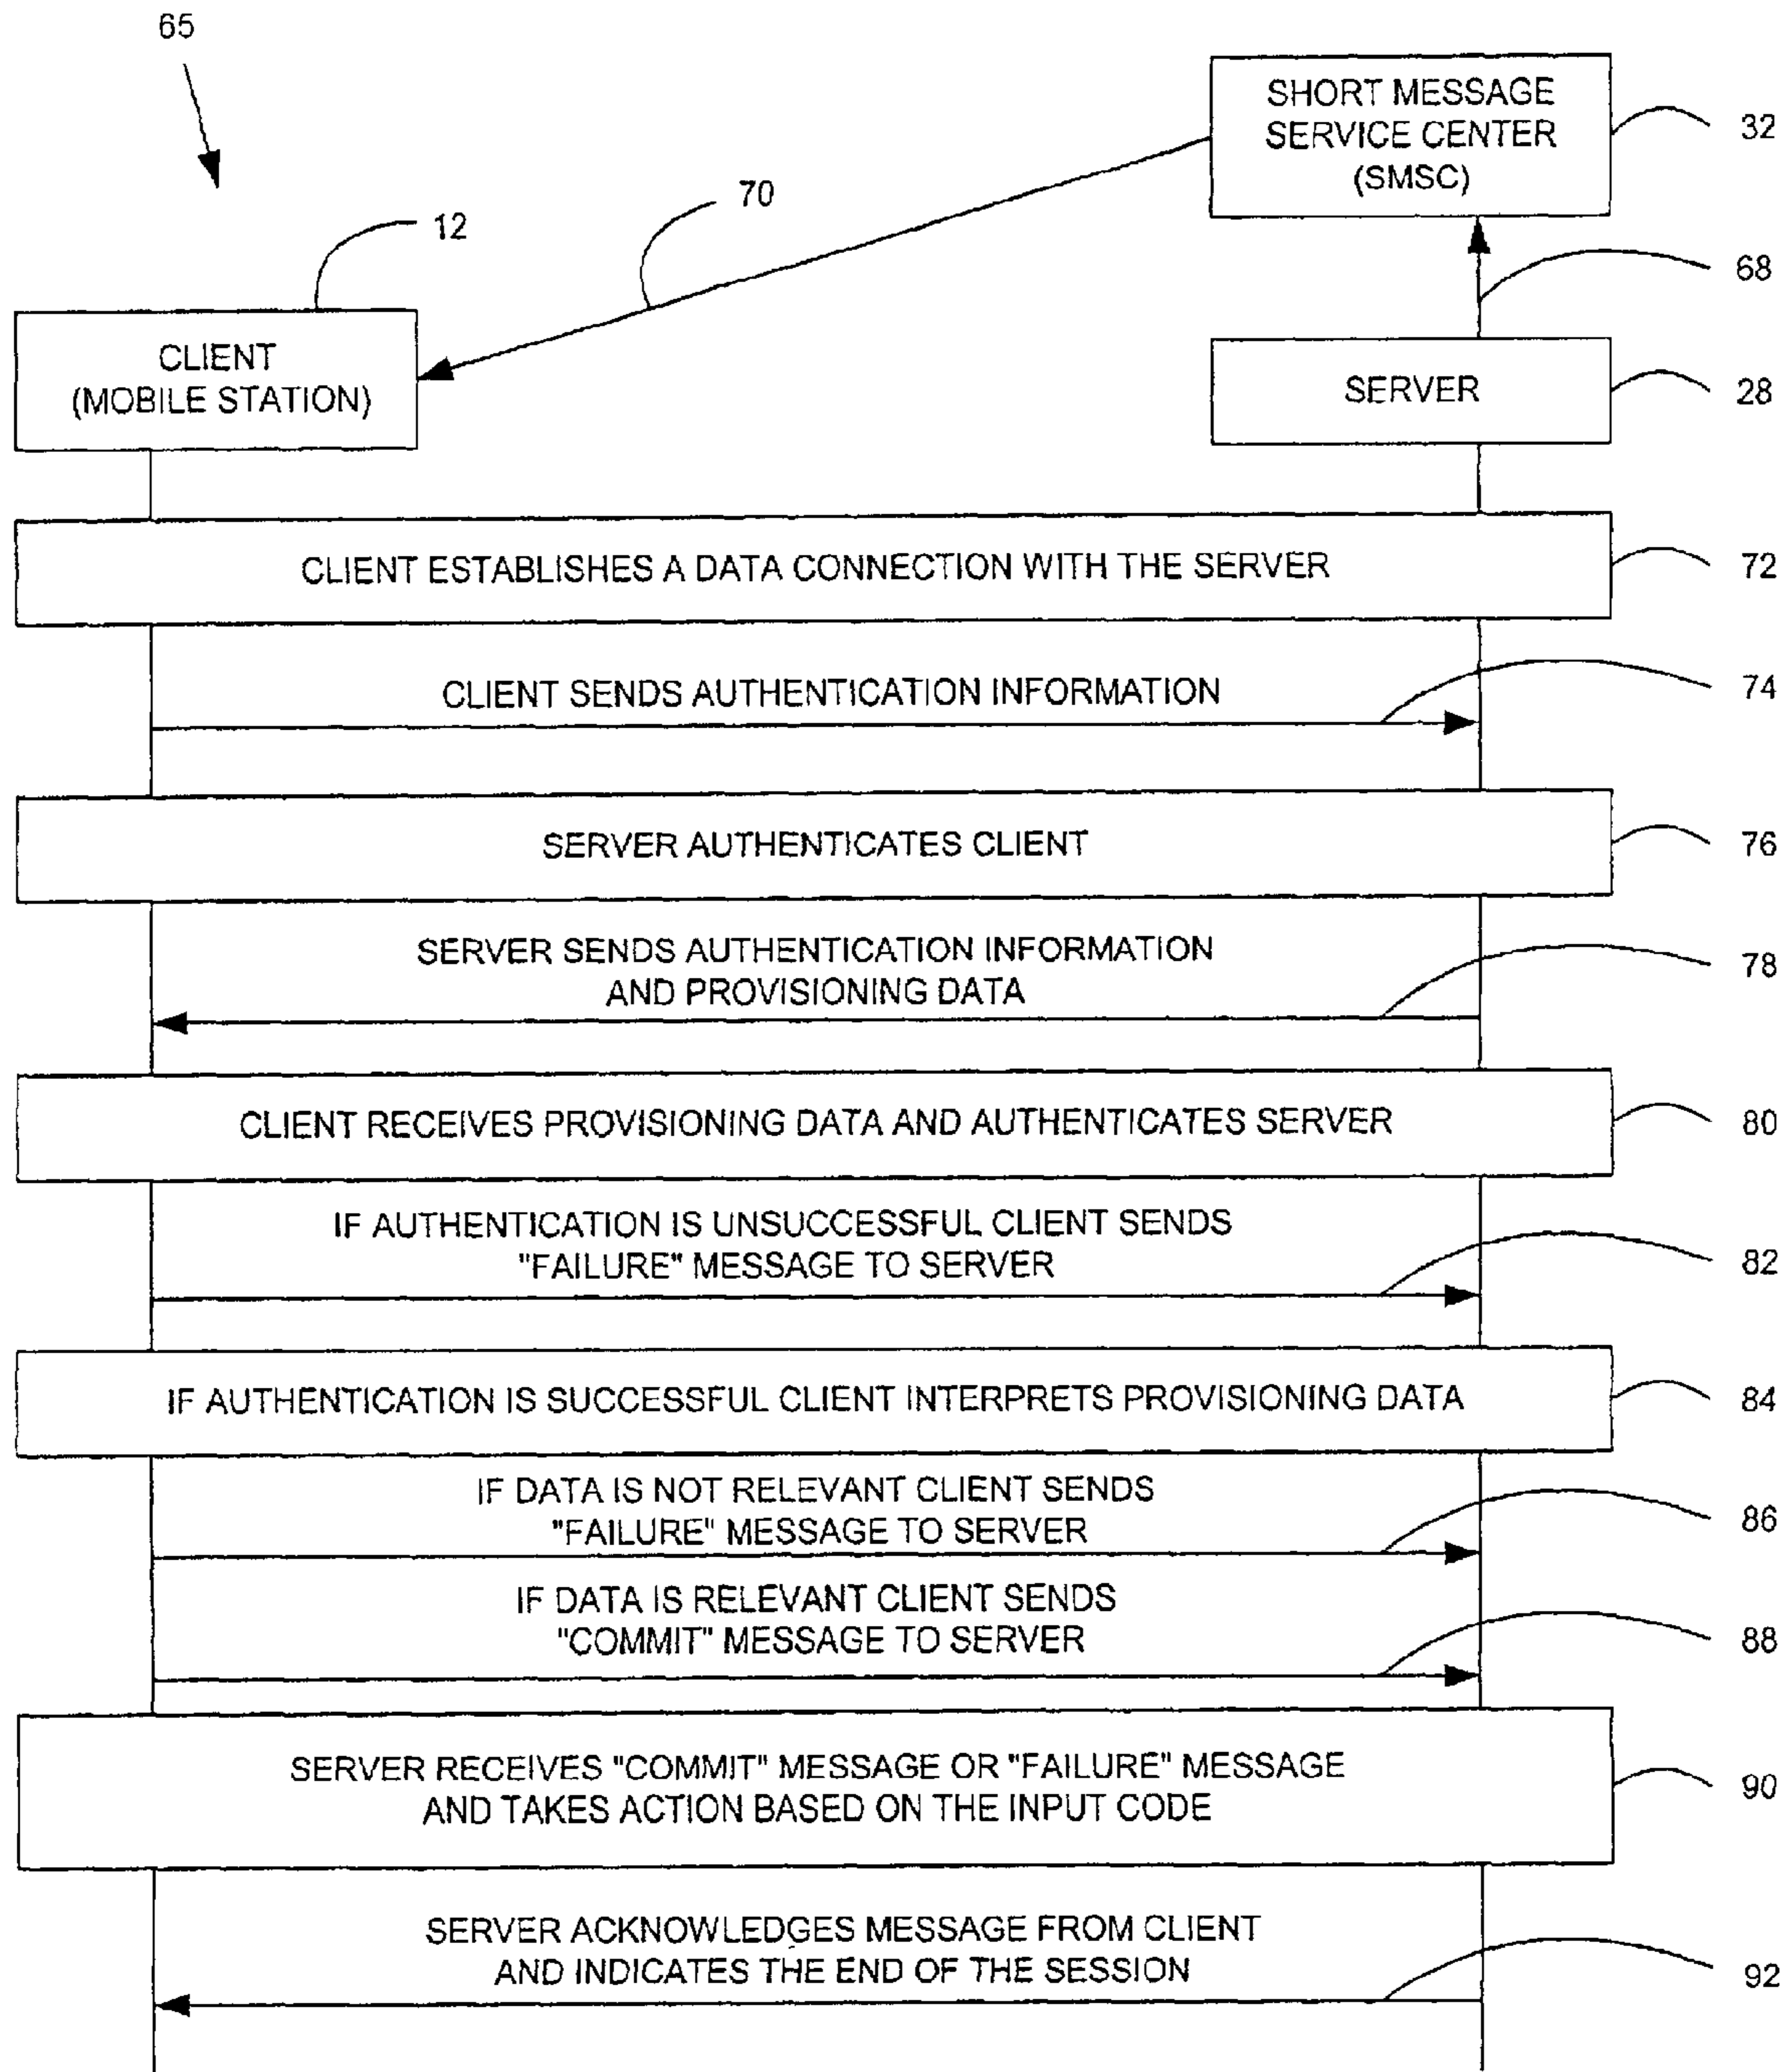 65
SHORT MESSAGE
SERVICE CENTER
(SMSC)
32
70
12
68
CLIENT
(MOBILE STATION)
SERVER
28
CLIENT ESTABLISHES A DATA CONNECTION WITH THE SERVER
72
CLIENT SENDS AUTHENTICATION INFORMATION
74
SERVER AUTHENTICATES CLIENT
76
SERVER SENDS AUTHENTICATION INFORMATION
AND PROVISIONING DATA
78
CLIENT RECEIVES PROVISIONING DATA AND AUTHENTICATES SERVER
80
IF AUTHENTICATION IS UNSUCCESSFUL CLIENT SENDS
"FAILURE" MESSAGE TO SERVER
82
IF AUTHENTICATION IS SUCCESSFUL CLIENT INTERPRETS PROVISIONING DATA
84
IF DATA IS NOT RELEVANT CLIENT SENDS
"FAILURE" MESSAGE TO SERVER
86
IF DATA IS RELEVANT CLIENT SENDS
"COMMIT" MESSAGE TO SERVER
88
SERVER RECEIVES "COMMIT" MESSAGE OR "FAILURE" MESSAGE
AND TAKES ACTION BASED ON THE INPUT CODE
90
SERVER ACKNOWLEDGES MESSAGE FROM CLIENT
AND INDICATES THE END OF THE SESSION
92